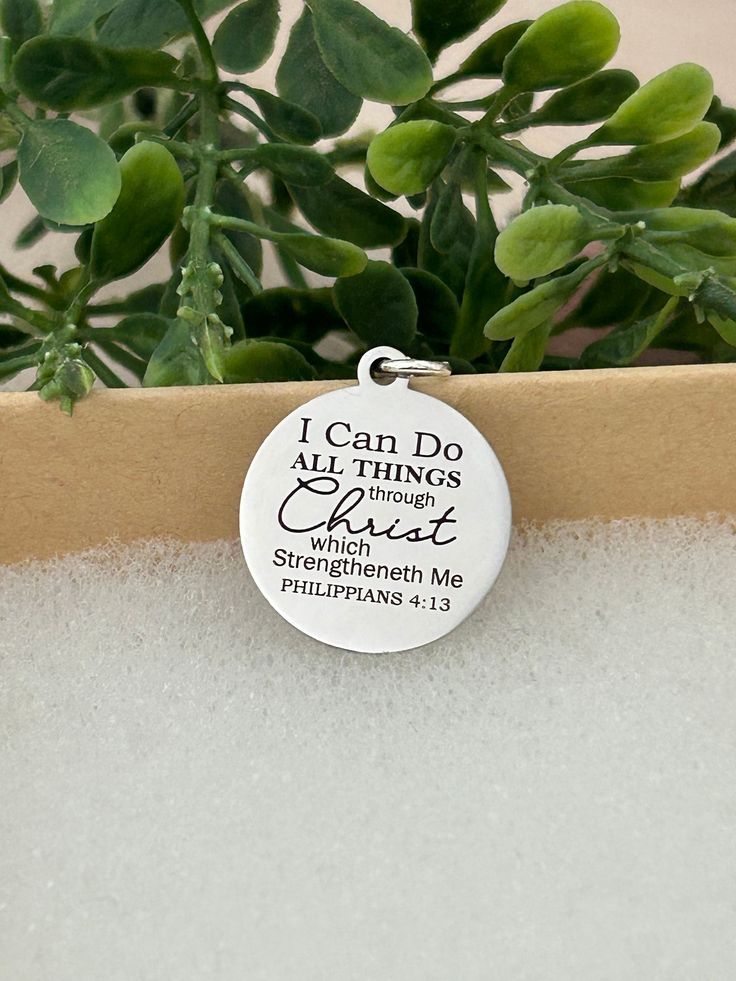 I Can Do
ALL THINGS
through
Christ
which
Strengtheneth Me
PHILIPPIANS 4:13